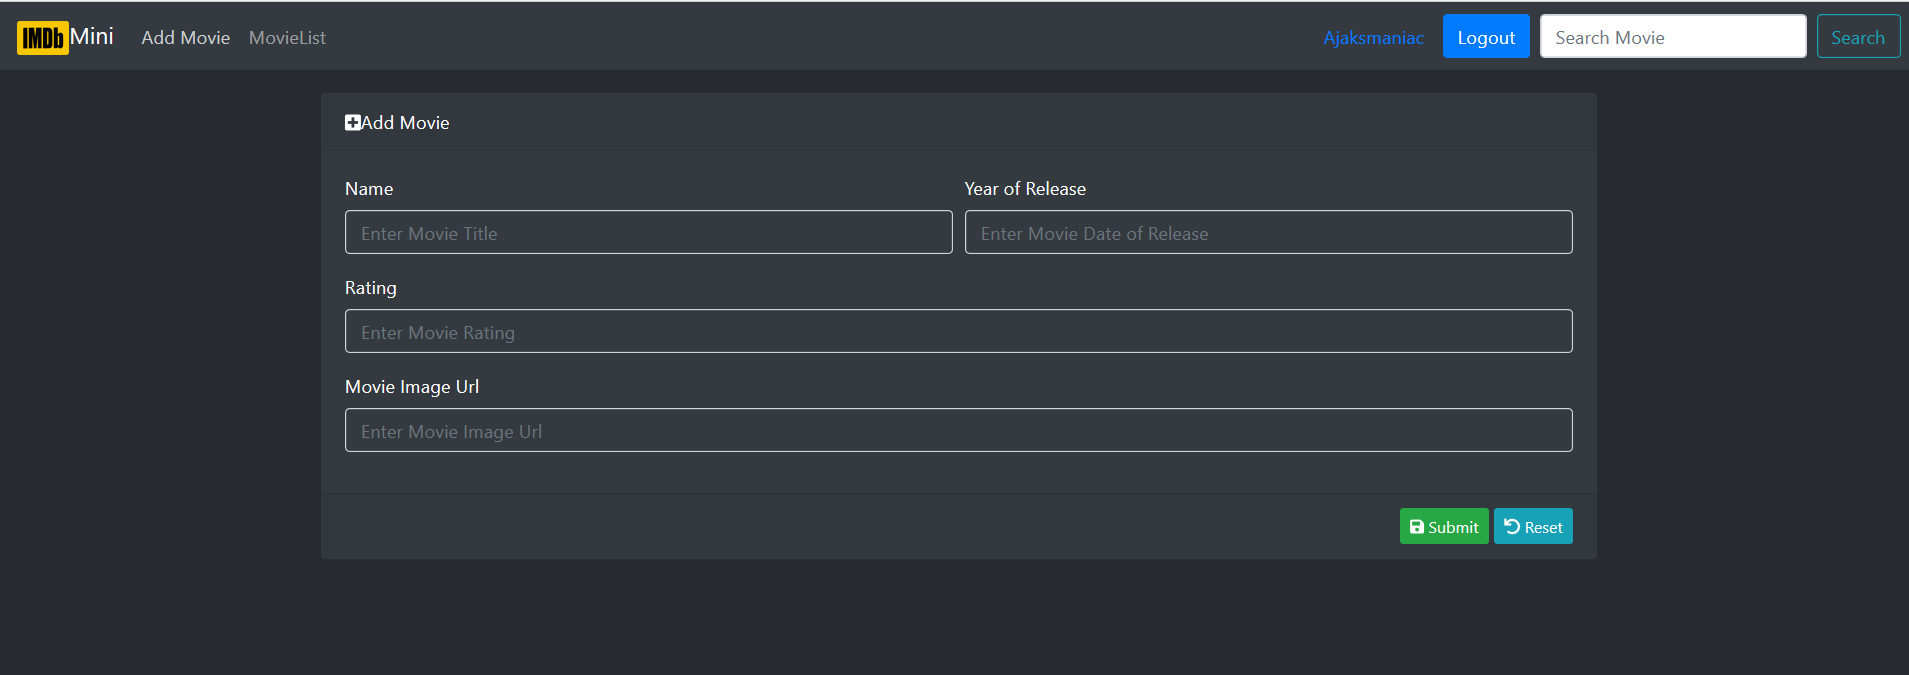 IMDb Mini Add Movie MovieList Ajaksmaniac Logout Search Movie Search
Add Movie
Name Year of Release
Enter Movie Title Enter Movie Date of Release
Rating
Enter Movie Rating
Movie Image Url
Enter Movie Image Url
Submit Reset